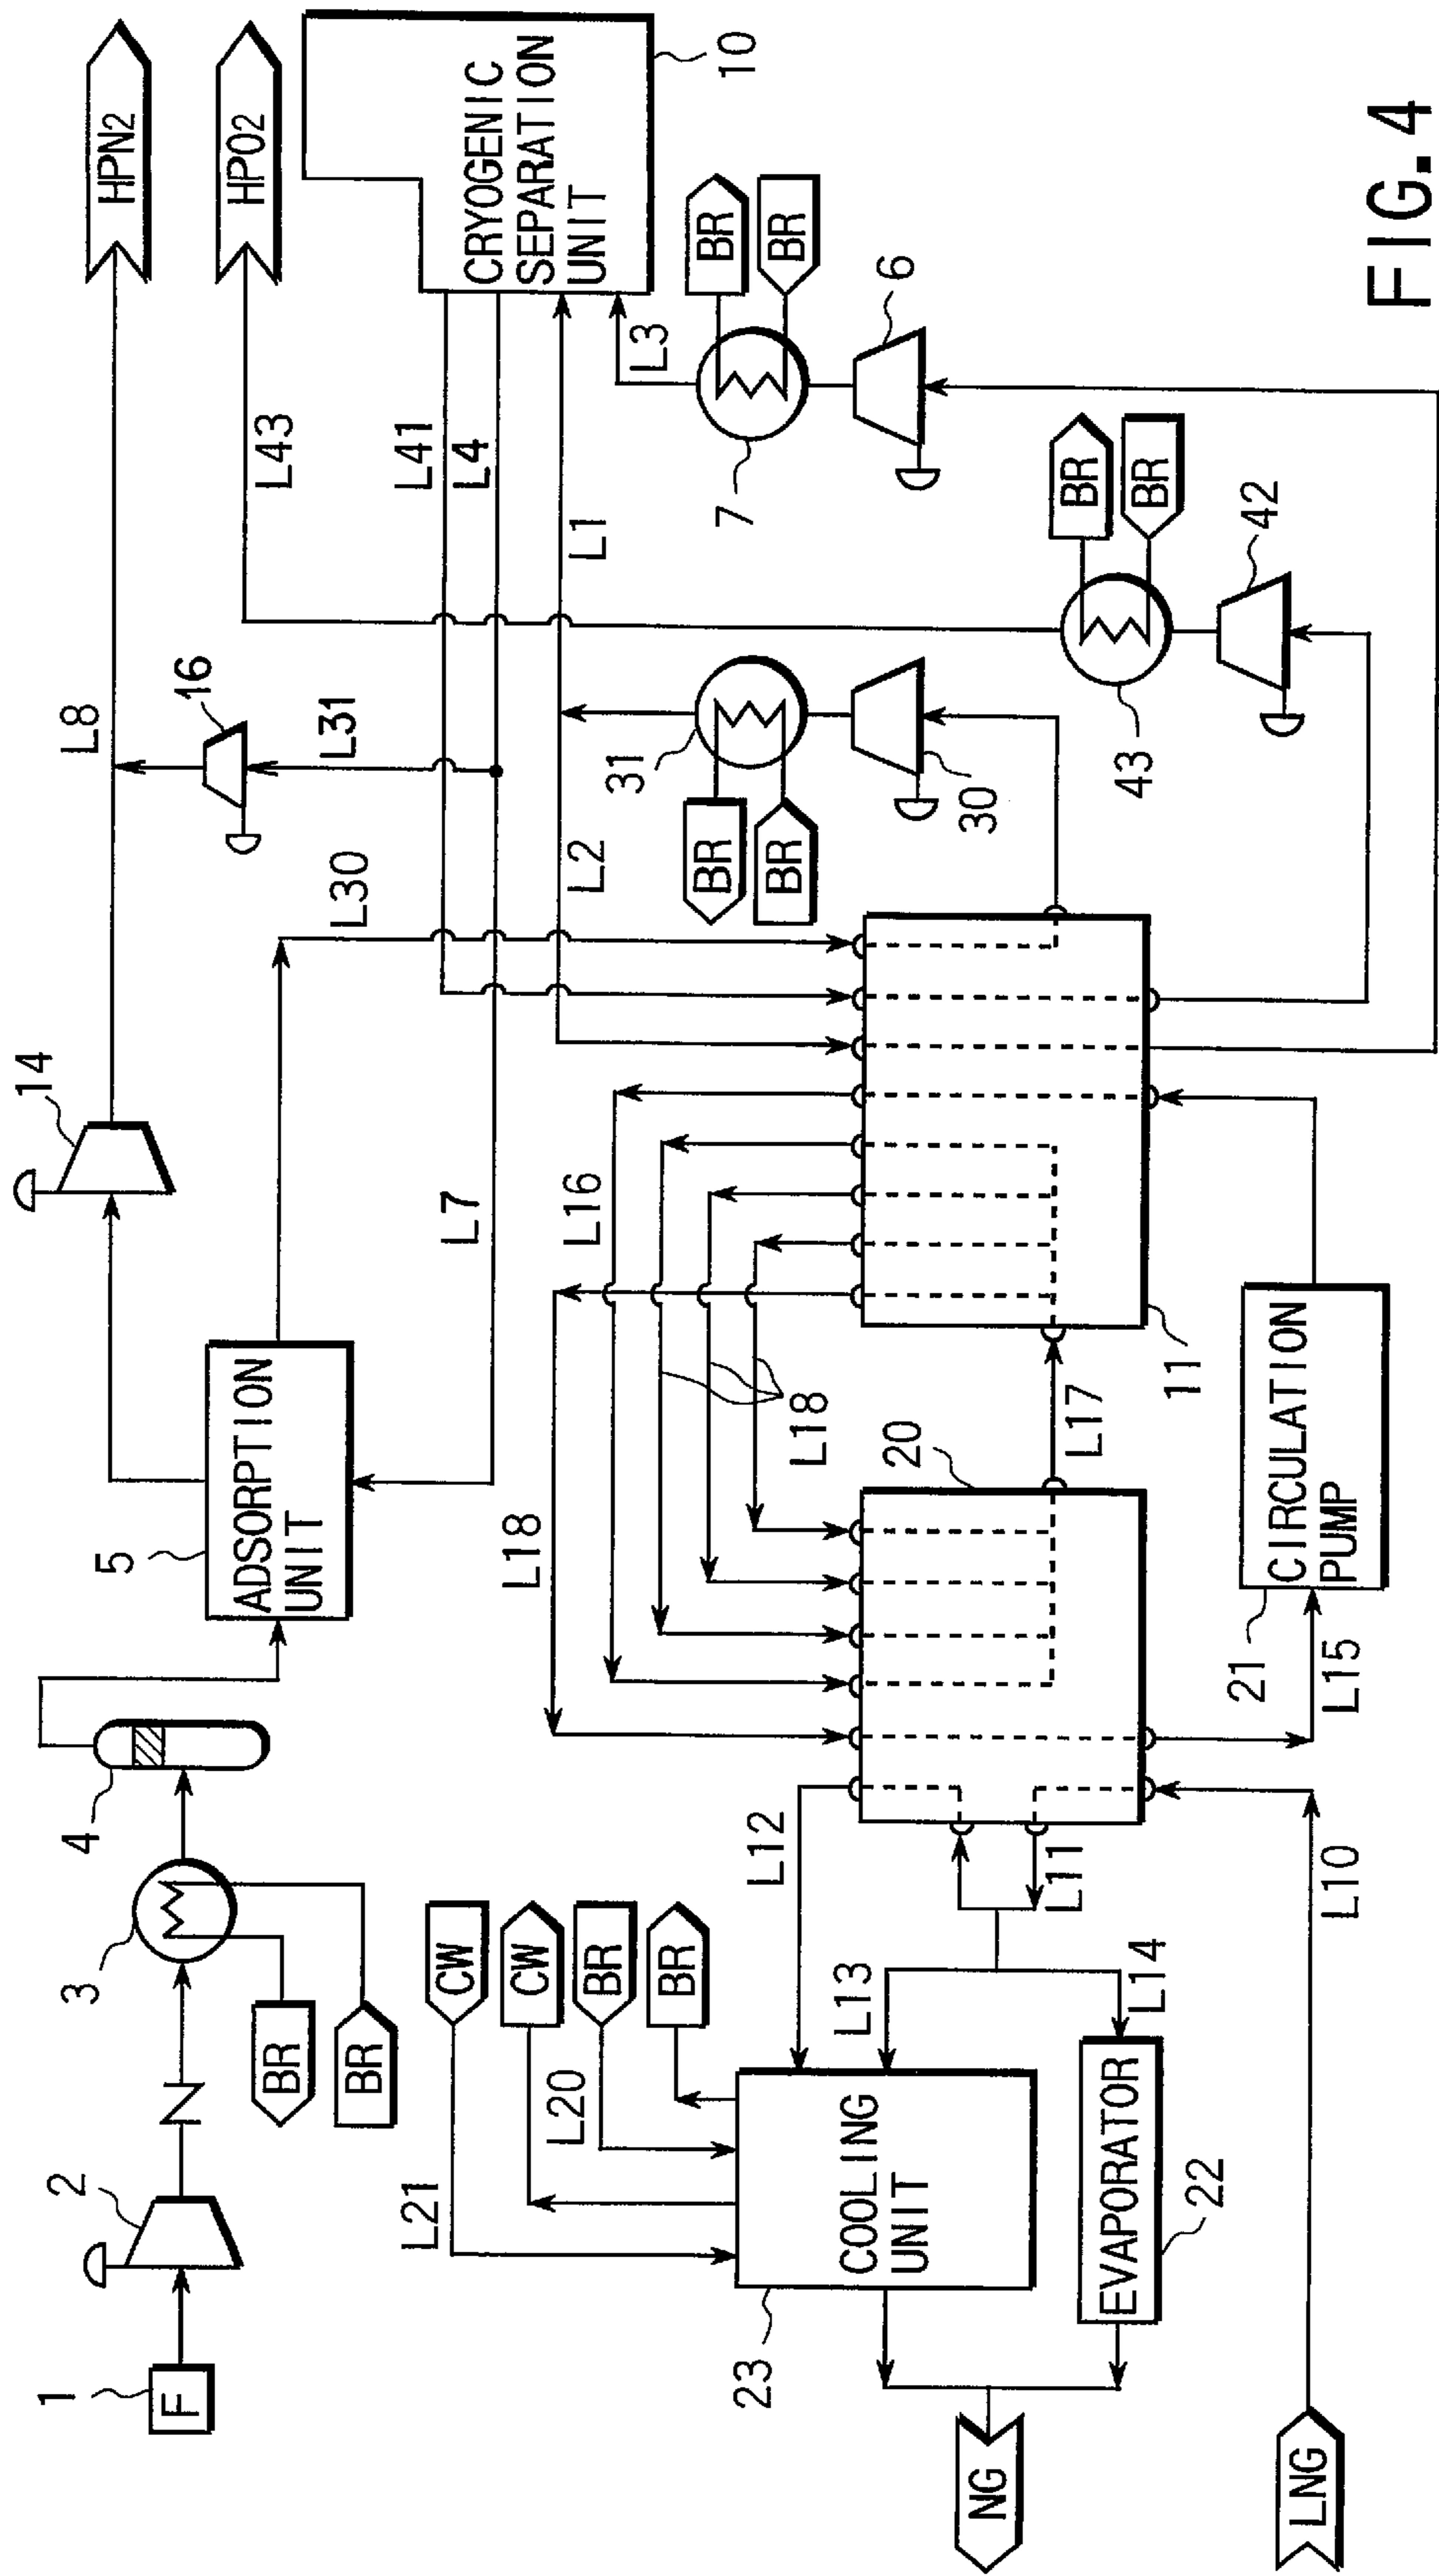 HPN2
HPO2
CRYOGENIC
SEPARATION
UNIT
10
L8
L43
L41
L4
L1
L3
BR
BR
6
7
16
L31
L30
L2
31
BR
BR
30
BR
BR
42
43
14
L7
L16
5
ADSORPTION
UNIT
L18
L18
20
L17
11
CIRCULATION
PUMP
21
L15
4
3
BR
BR
2
1
F
CW
CW
BR
BR
L21
L20
L12
L11
L13
L14
L10
COOLING
UNIT
23
EVAPORATOR
22
NG
LNG
FIG. 4